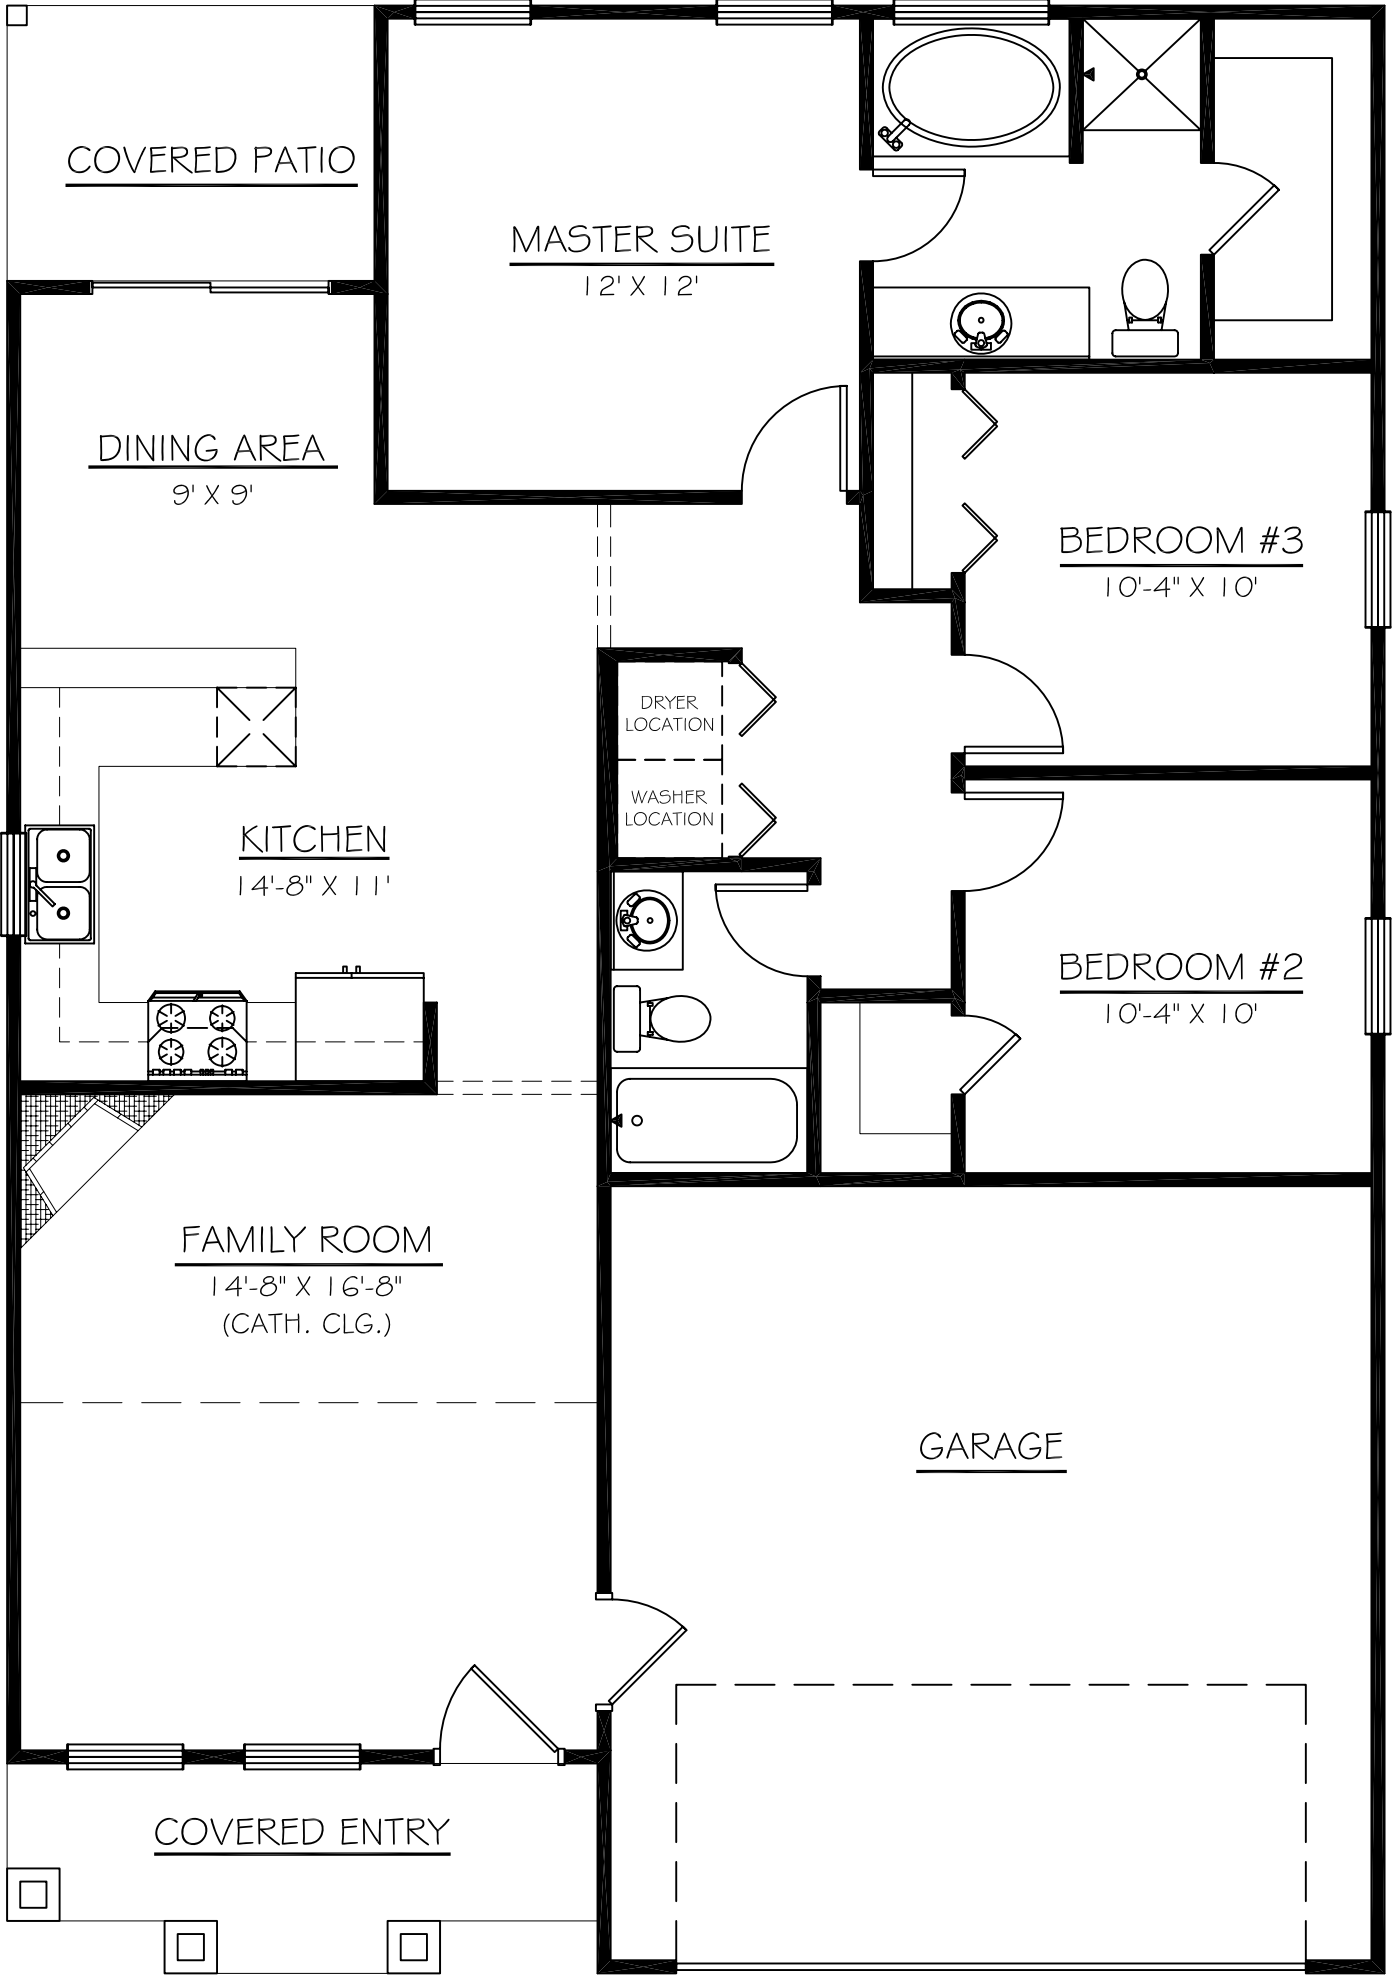 COVERED PATIO
MASTER SUITE
12' X 12'
DINING AREA
9' X 9'
BEDROOM #3
10'-4" X 10'
DRYER
LOCATION
WASHER
LOCATION
KITCHEN
14'-8" X 11'
BEDROOM #2
10'-4" X 10'
FAMILY ROOM
14'-8" X 16'-8"
(CATH. CLG.)
GARAGE
COVERED ENTRY